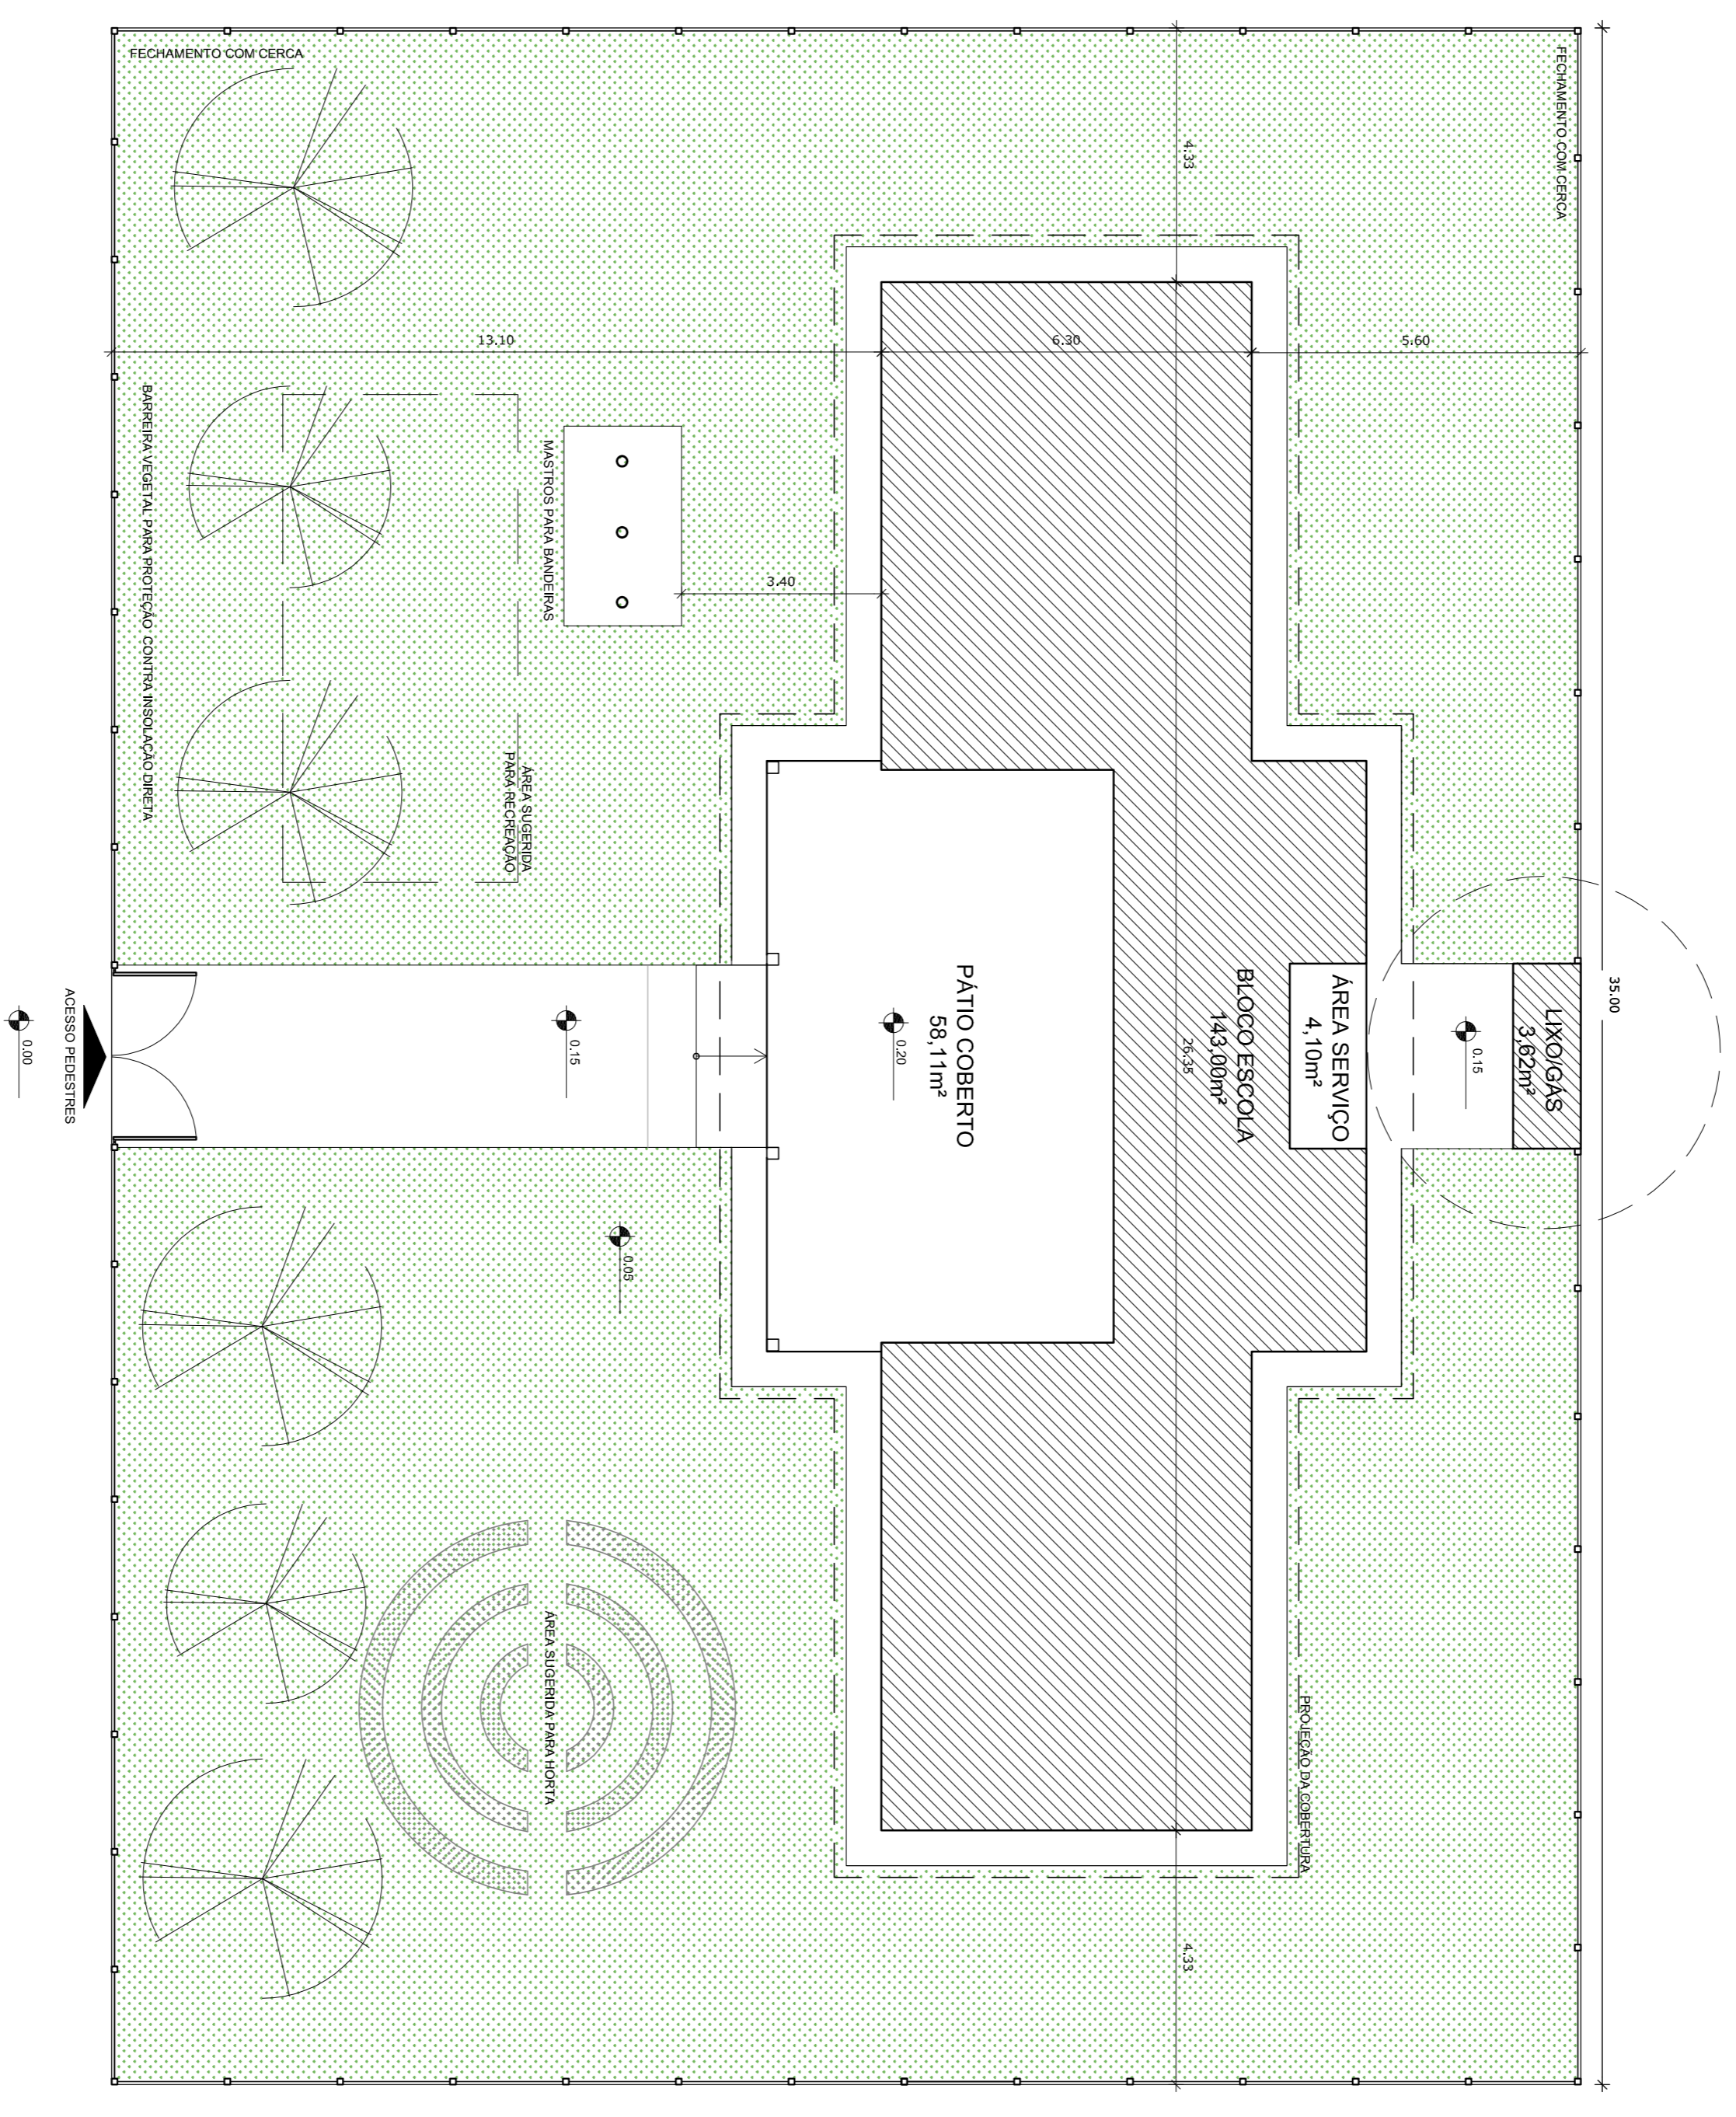 FECHAMENTO COM CERCA
FECHAMENTO COM CERCA
4.33
13.10
6.30
5.60
BARREIRA VEGETAL PARA PROTEÇÃO CONTRA INSOLAÇÃO DIRETA
MASTROS PARA BANDEIRAS
3.40
ÁREA SUGERIDA
PARA RECREAÇÃO
35.00
LIXO/GÁS
3,62m²
0.15
ÁREA SERVIÇO
4,10m²
BLOCO ESCOLA
143,00m²
26.35
PÁTIO COBERTO
58,11m²
0.20
0.15
ACESSO PEDESTRES
0.00
0.05
ÁREA SUGERIDA PARA HORTA
PROJEÇÃO DA COBERTURA
4.33